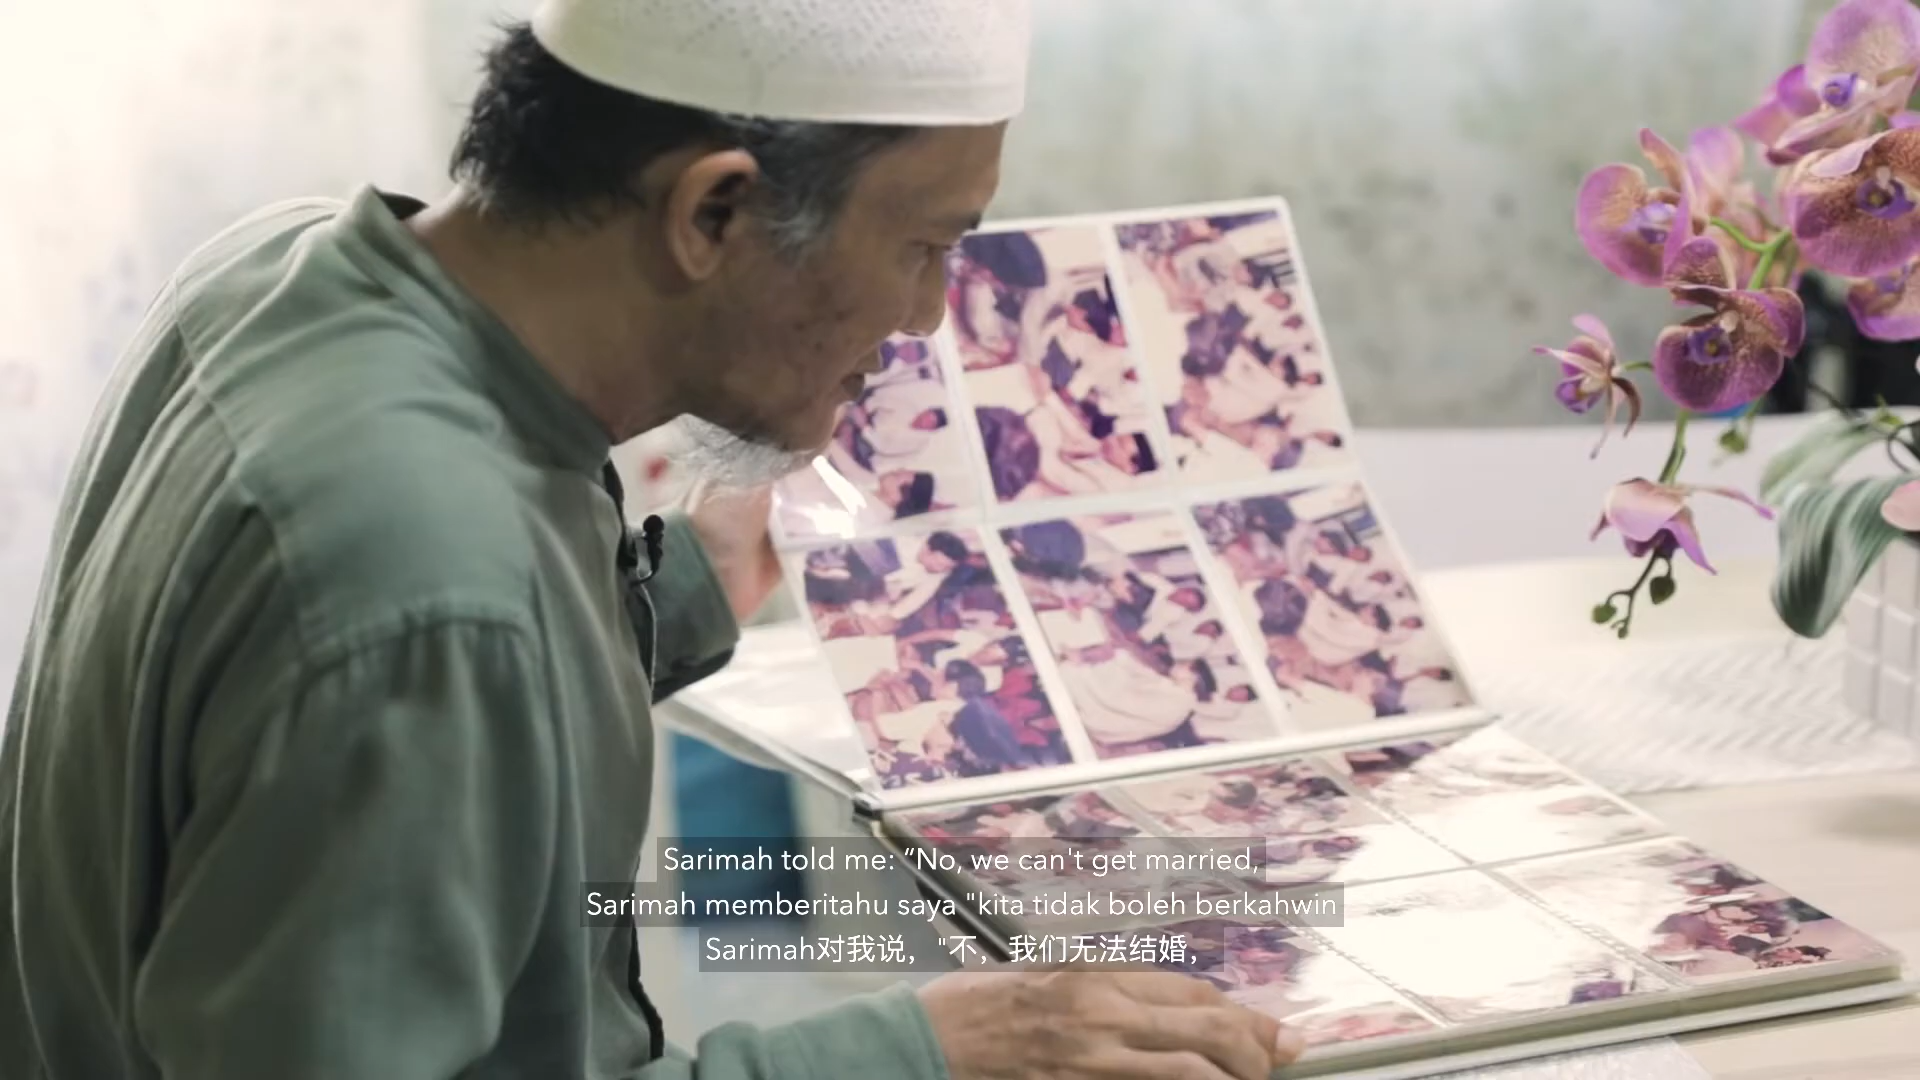 Sarimah told me: “No, we can't get married,
Sarimah memberitahu saya "kita tidak boleh berkahwin
Sarimah对我说， "不，我们无法结婚，